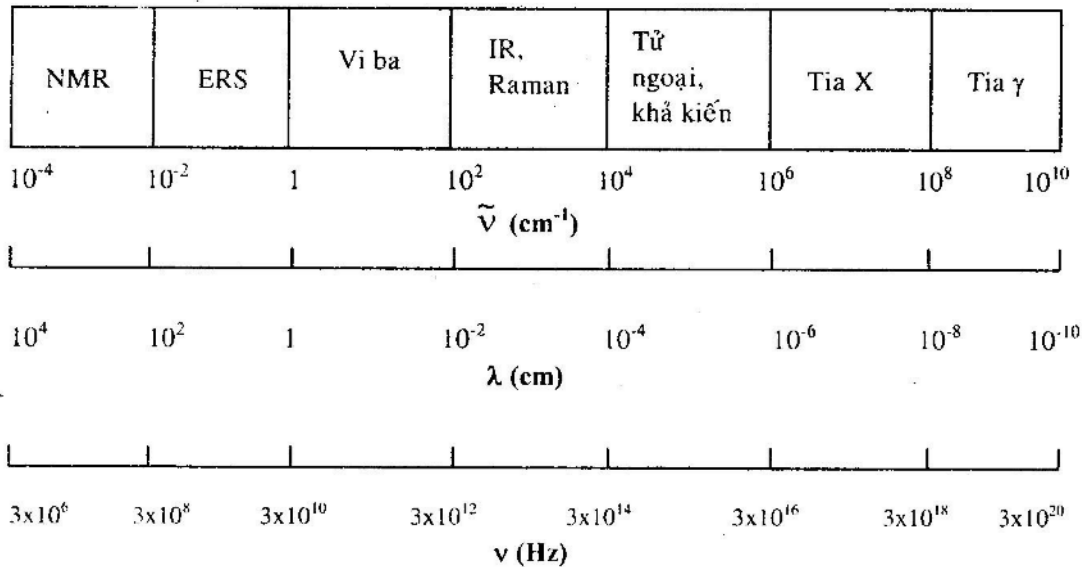 NMR ERS Vi ba IR, Raman Tử ngoại, khả kiến Tia X Tia γ
10⁻⁴ 10⁻² 1 10² 10⁴ 10⁶ 10⁸ 10¹⁰
ν̃ (cm⁻¹)
10⁴ 10² 1 10⁻² 10⁻⁴ 10⁻⁶ 10⁻⁸ 10⁻¹⁰
λ (cm)
3x10⁶ 3x10⁸ 3x10¹⁰ 3x10¹² 3x10¹⁴ 3x10¹⁶ 3x10¹⁸ 3x10²⁰
ν (Hz)